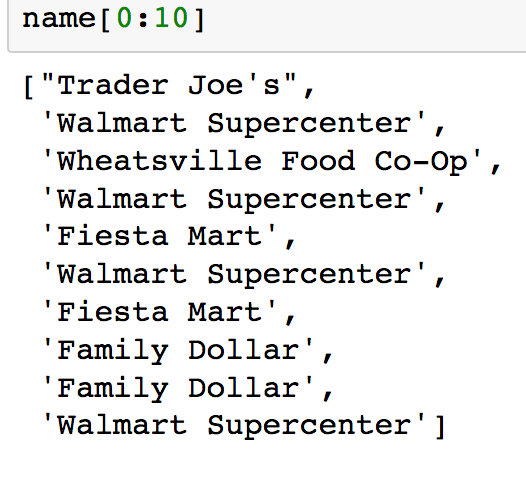 name[0:10]
["Trader Joe's",
'Walmart Supercenter',
'Wheatsville Food Co-Op',
'Walmart Supercenter',
'Fiesta Mart',
'Walmart Supercenter',
'Fiesta Mart',
'Family Dollar',
'Family Dollar',
'Walmart Supercenter']